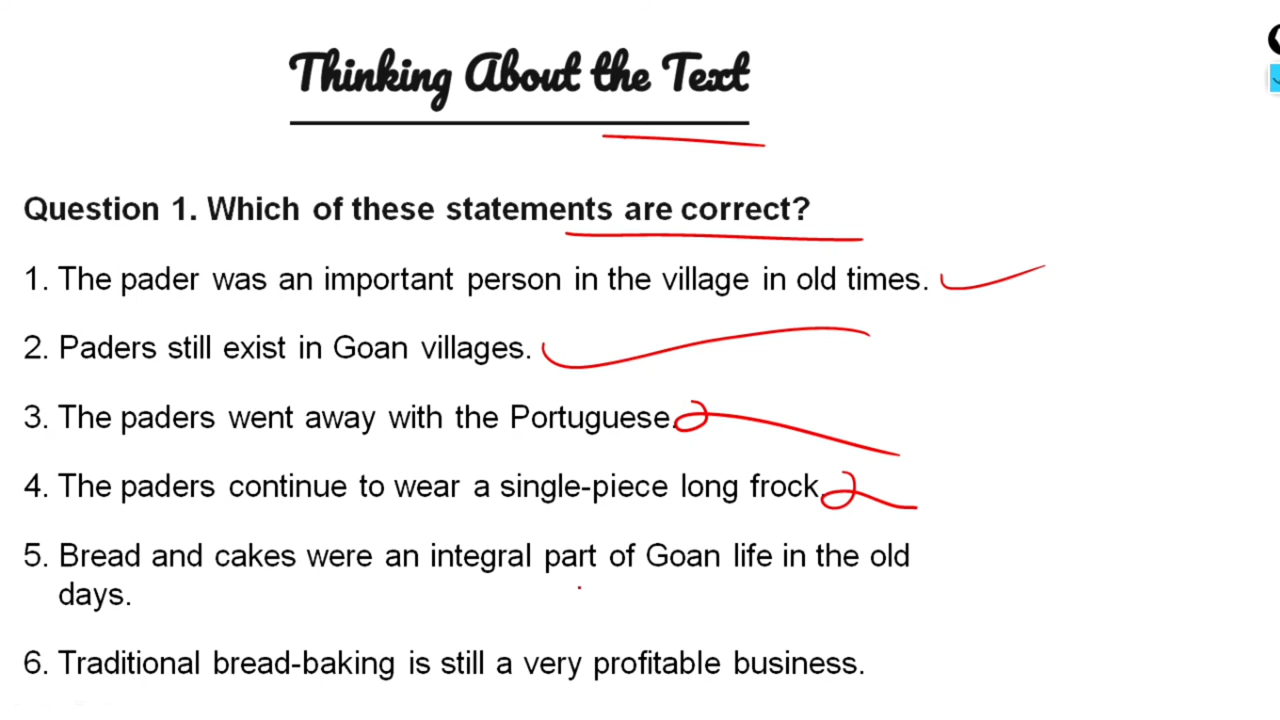 Thinking About the Text
Question 1. Which of these statements are correct?
1. The pader was an important person in the village in old times.
2. Paders still exist in Goan villages.
3. The paders went away with the Portuguese.
4. The paders continue to wear a single-piece long frock.
5. Bread and cakes were an integral part of Goan life in the old
days.
6. Traditional bread-baking is still a very profitable business.